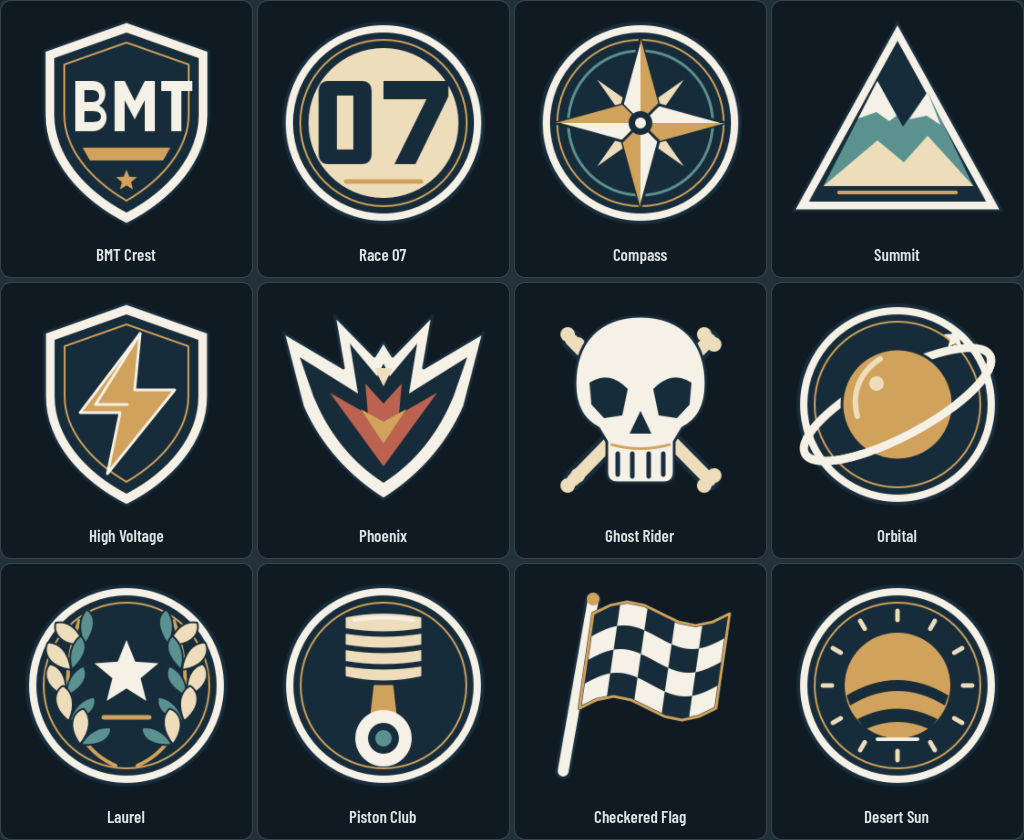 BMT
07
BMT Crest
Race 07
Compass
Summit
High Voltage
Phoenix
Ghost Rider
Orbital
Laurel
Piston Club
Checkered Flag
Desert Sun